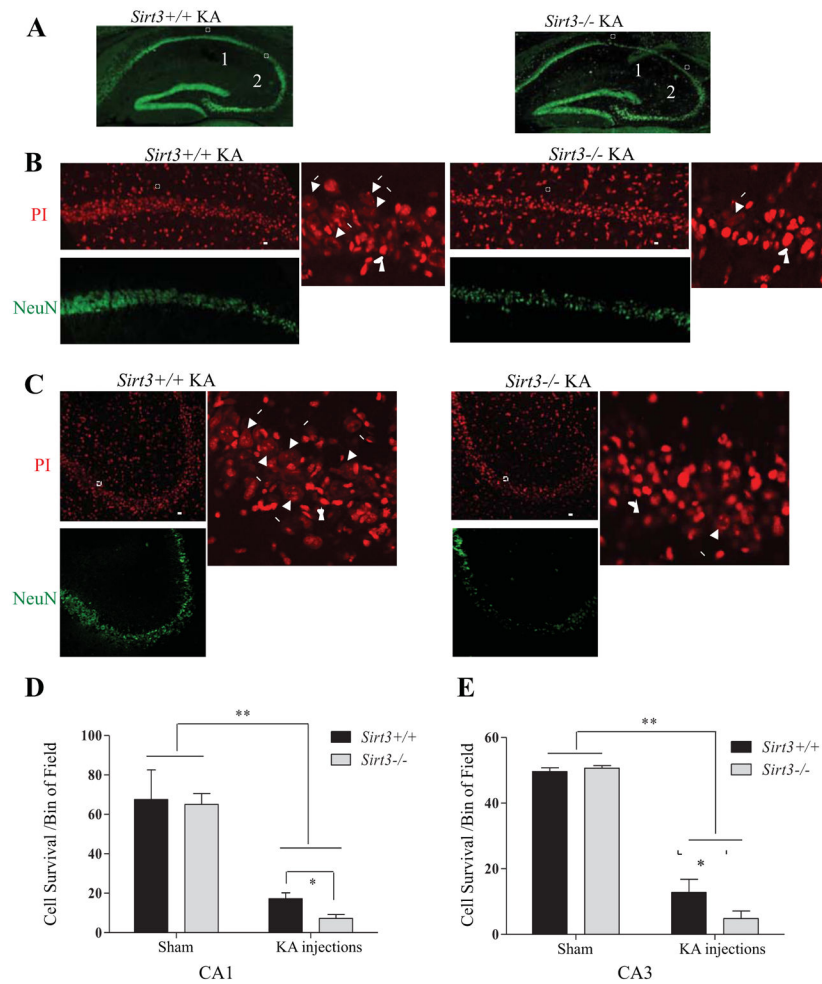 A
Sirt3+/+ KA
Sirt3-/- KA
1
2
1
2
B
Sirt3+/+ KA
Sirt3-/- KA
PI
NeuN
C
Sirt3+/+ KA
Sirt3-/- KA
PI
NeuN
D
Cell Survival /Bin of Field
100
80
60
40
20
0
**
*
Sirt3+/+
Sirt3-/-
Sham
KA injections
CA1
E
Cell Survival /Bin of Field
60
40
20
0
**
*
Sirt3+/+
Sirt3-/-
Sham
KA injections
CA3